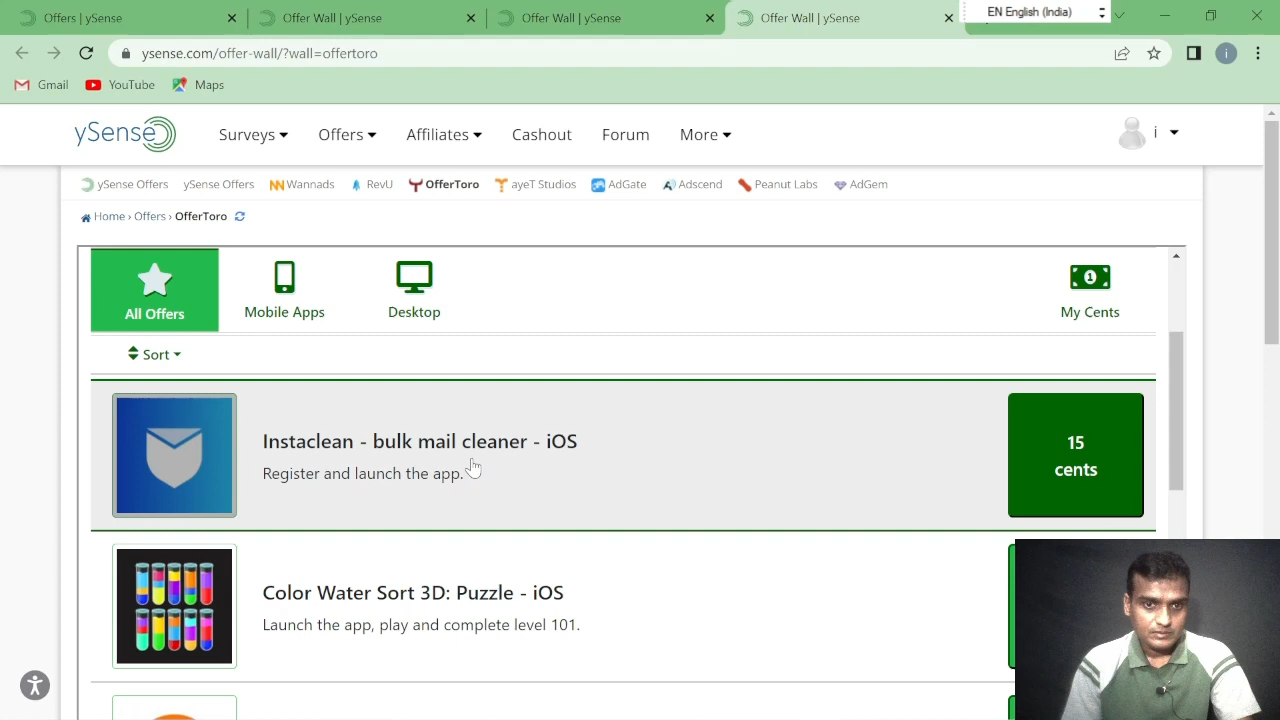 Offers | ySense
Offer Wall | ySense
Offer Wall | ySense
Offer Wall | ySense
EN English (India)
ysense.com/offer-wall/?wall=offertoro
i
Gmail
YouTube
Maps
ySense
Surveys
Offers
Affiliates
Cashout
Forum
More
i
ySense Offers
ySense Offers
Wannads
RevU
OfferToro
ayeT Studios
AdGate
Adscend
Peanut Labs
AdGem
Home › Offers › OfferToro
All Offers
Mobile Apps
Desktop
1
My Cents
Sort
Instaclean - bulk mail cleaner - iOS
Register and launch the app.
15
cents
Color Water Sort 3D: Puzzle - iOS
Launch the app, play and complete level 101.